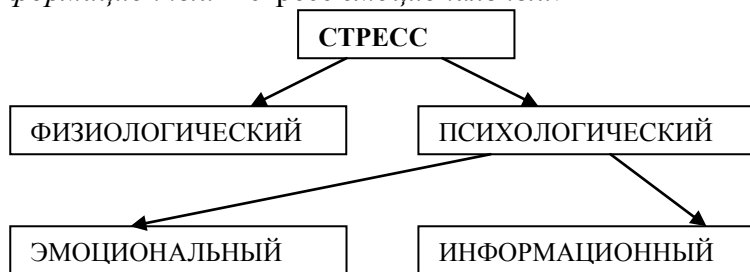 СТРЕСС
ФИЗИОЛОГИЧЕСКИЙ ПСИХОЛОГИЧЕСКИЙ
ЭМОЦИОНАЛЬНЫЙ ИНФОРМАЦИОННЫЙ